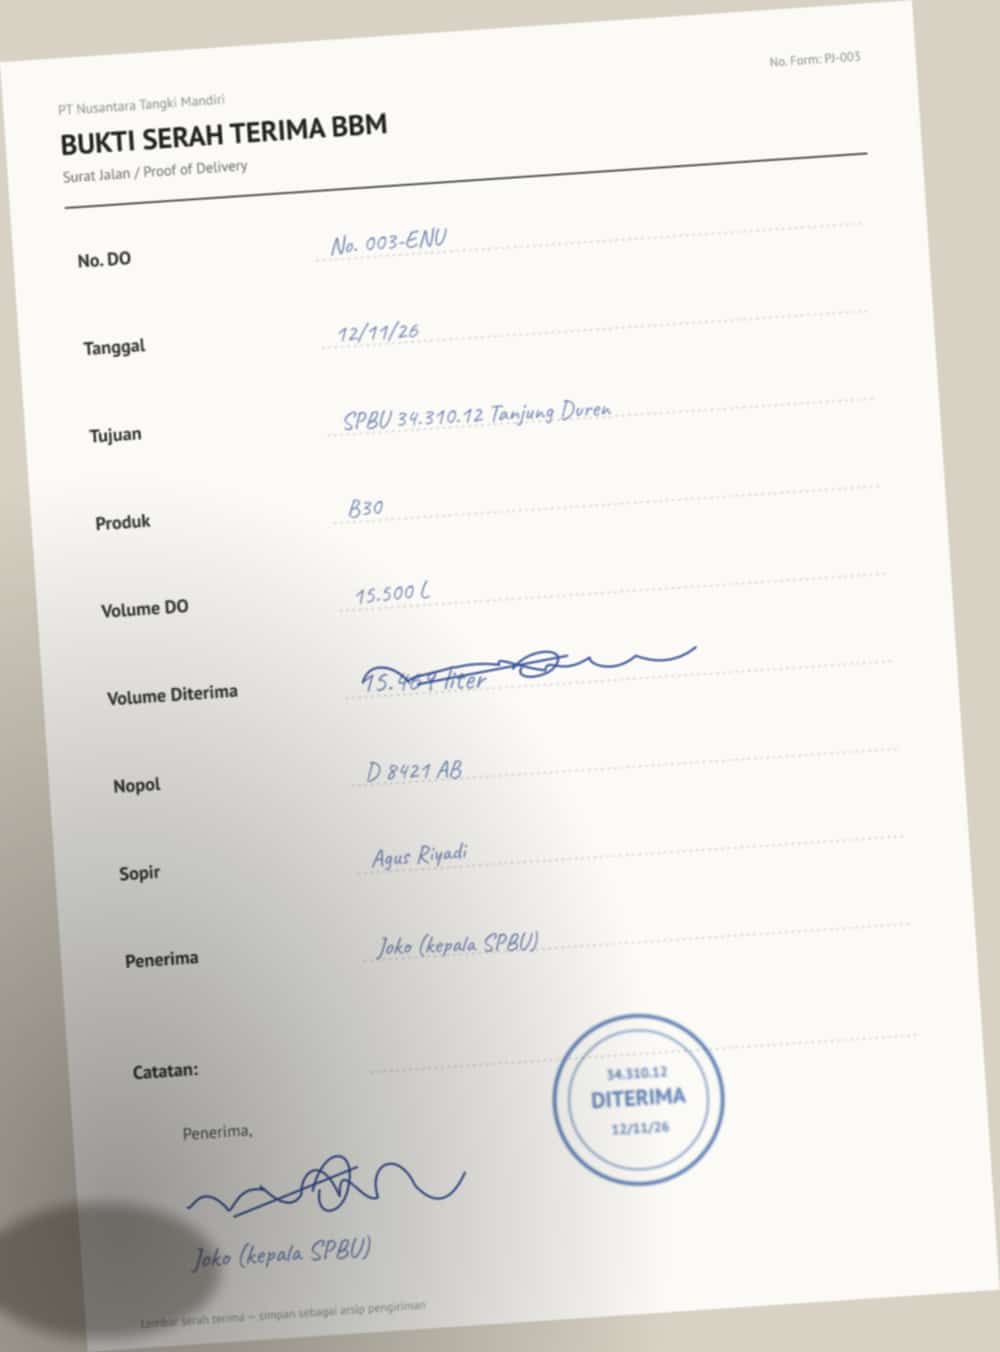 No. Form: PJ-003
PT Nusantara Tangki Mandiri
BUKTI SERAH TERIMA BBM
Surat Jalan / Proof of Delivery
No. DO No. 003-ENU
Tanggal 12/11/26
Tujuan SPBU 34.310.12 Tanjung Duren
Produk B30
Volume DO 15.500 L
Volume Diterima liter
Nopol D 8421 AB
Sopir Agus Riyadi
Penerima Joko (kepala SPBU)
Catatan:
34.310.12
DITERIMA
12/11/26
Penerima,
Joko (kepala SPBU)
Lembar serah terima — simpan sebagai arsip pengiriman